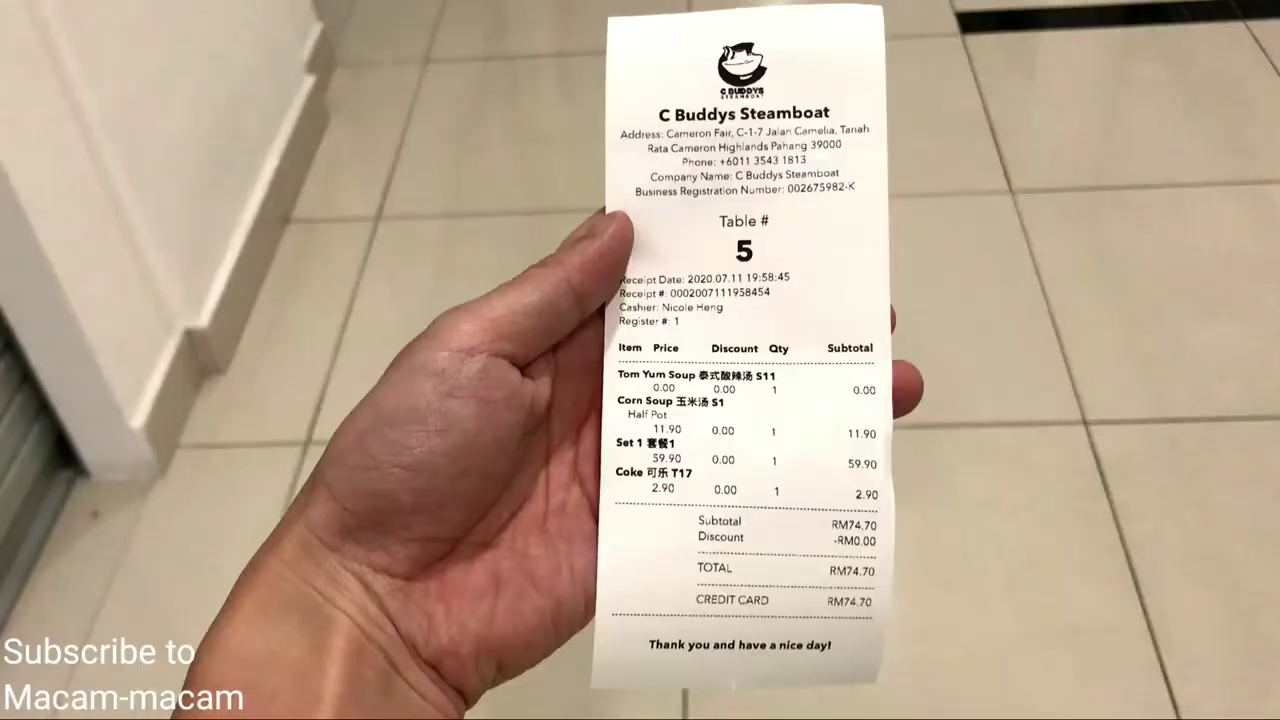 C BUDDYS
STEAMBOAT
C Buddys Steamboat
Address: Cameron Fair, C-1-7 Jalan Camelia, Tanah
Rata Cameron Highlands Pahang 39000
Phone: +6011 3543 1813
Company Name: C Buddys Steamboat
Business Registration Number: 002675982-K
Table #
5
Receipt Date: 2020.07.11 19:58:45
Receipt #: 0002007111958454
Cashier: Nicole Heng
Register #: 1
Item Price Discount Qty Subtotal
Tom Yum Soup 泰式酸辣汤 S11
0.00 0.00 1 0.00
Corn Soup 玉米汤 S1
Half Pot
11.90 0.00 1 11.90
Set 1 套餐1
59.90 0.00 1 59.90
Coke 可乐 T17
2.90 0.00 1 2.90
Subtotal RM74.70
Discount -RM0.00
TOTAL RM74.70
CREDIT CARD RM74.70
Thank you and have a nice day!
Subscribe to
Macam-macam